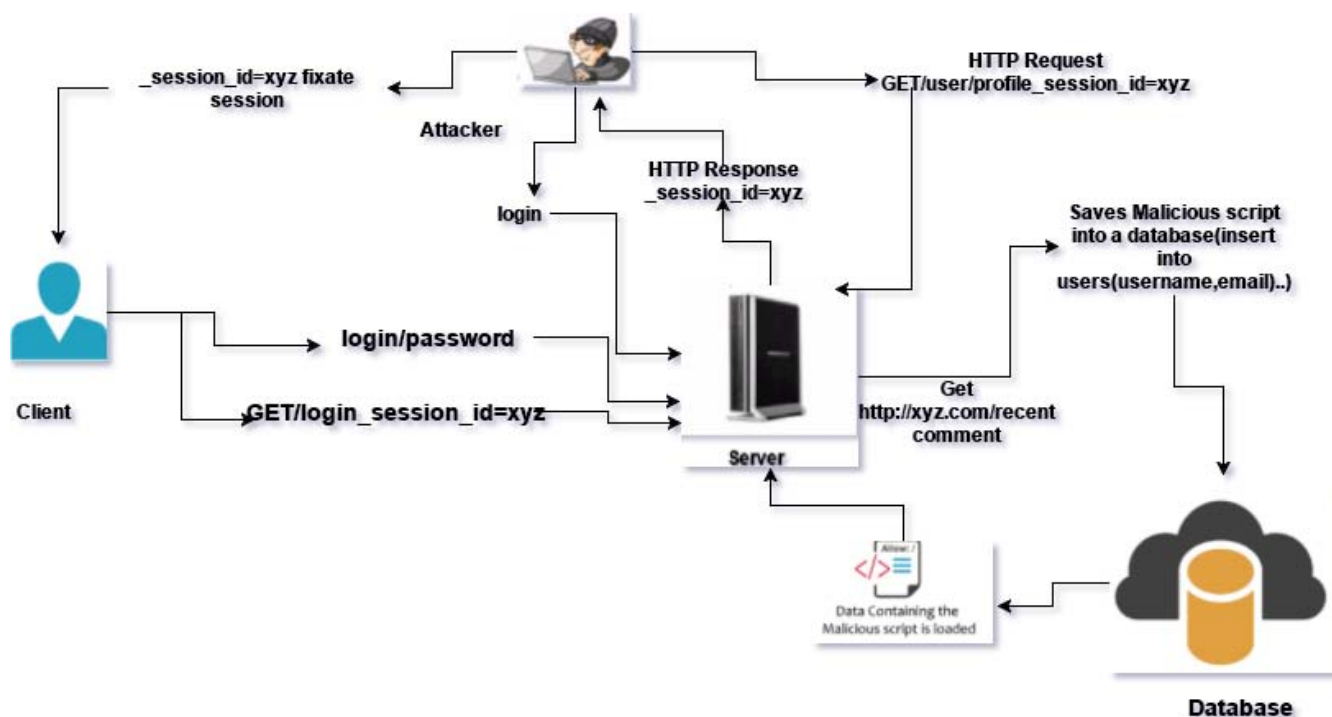 _session_id=xyz fixate
session
Attacker
HTTP Request
GET/user/profile_session_id=xyz
HTTP Response
_session_id=xyz
login
Saves Malicious script
into a database(insert
into
users(username,email)..)
login/password
Client
GET/login_session_id=xyz
Get
http://xyz.com/recent
comment
Server
Allow: /
</>
Data Containing the
Malicious script is loaded
Database